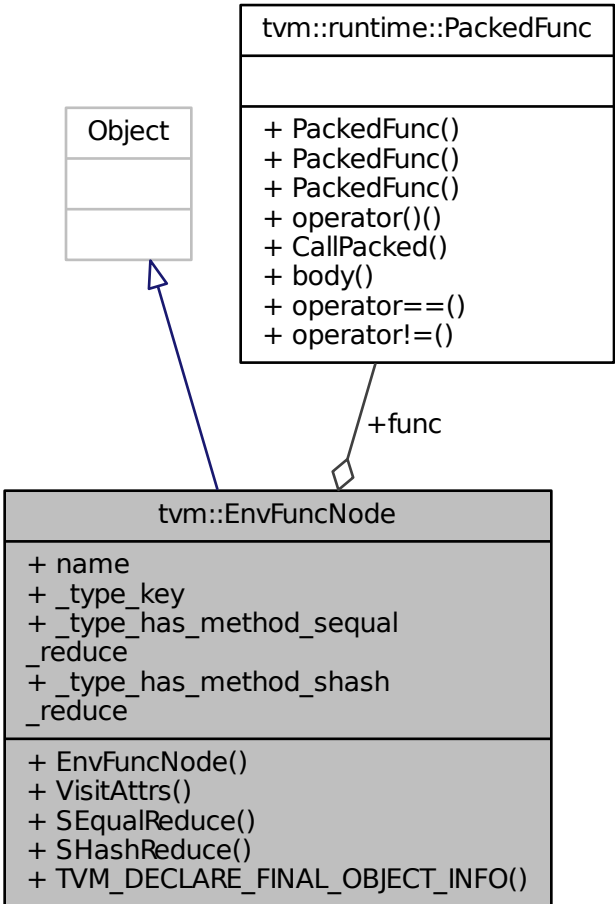 tvm::runtime::PackedFunc
+ PackedFunc()
+ PackedFunc()
+ PackedFunc()
+ operator()()
+ CallPacked()
+ body()
+ operator==()
+ operator!=()
Object
+func
tvm::EnvFuncNode
+ name
+ _type_key
+ _type_has_method_sequal
_reduce
+ _type_has_method_shash
_reduce
+ EnvFuncNode()
+ VisitAttrs()
+ SEqualReduce()
+ SHashReduce()
+ TVM_DECLARE_FINAL_OBJECT_INFO()